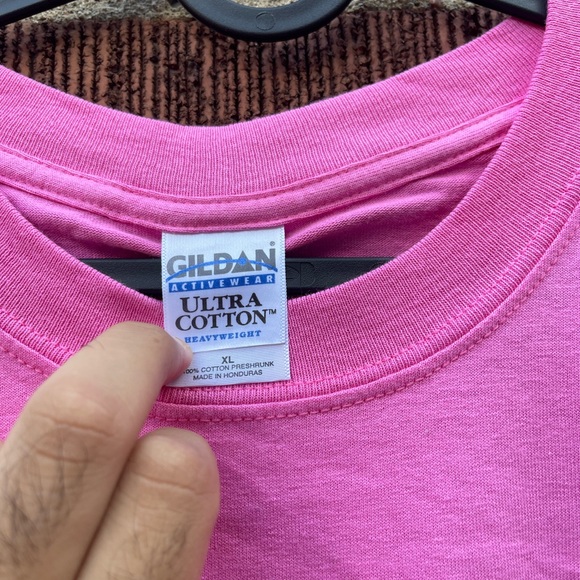 GILDAN
ACTIVEWEAR
ULTRA
COTTON™
HEAVYWEIGHT
XL
100% COTTON PRESHRUNK
MADE IN HONDURAS